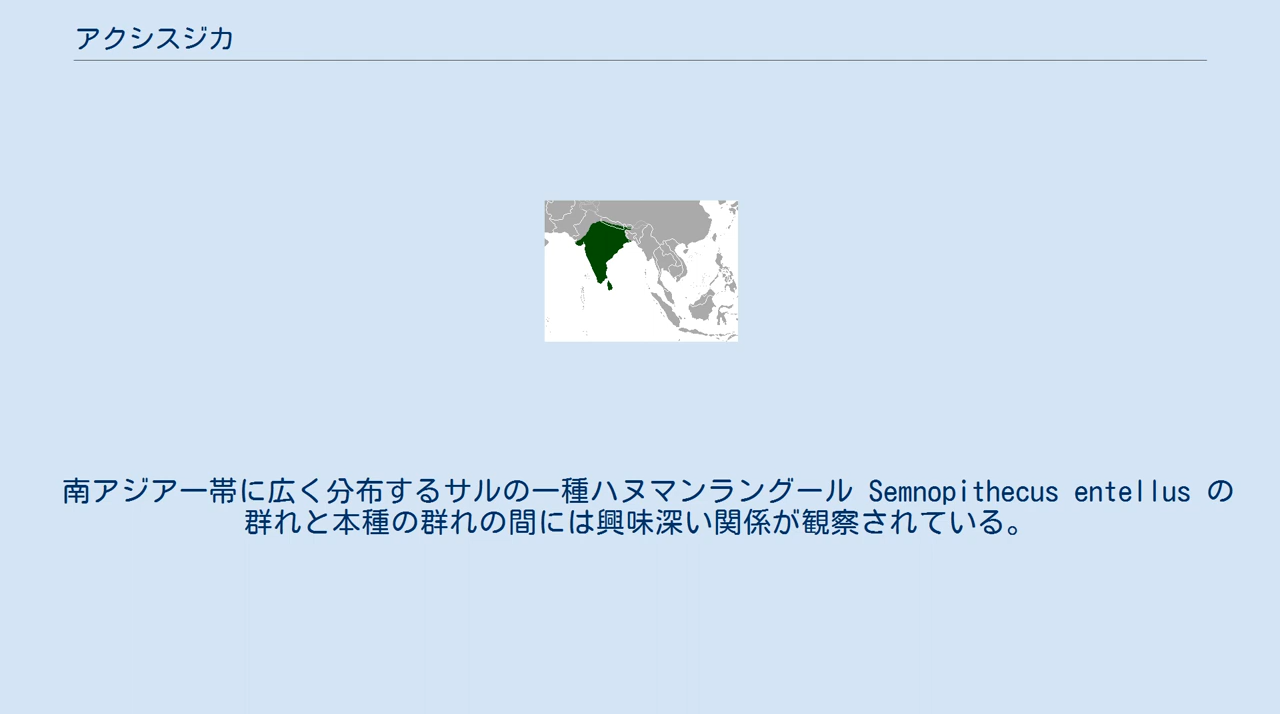 アクシスジカ
南アジア一帯に広く分布するサルの一種ハヌマンラングール Semnopithecus entellus の
群れと本種の群れの間には興味深い関係が観察されている。